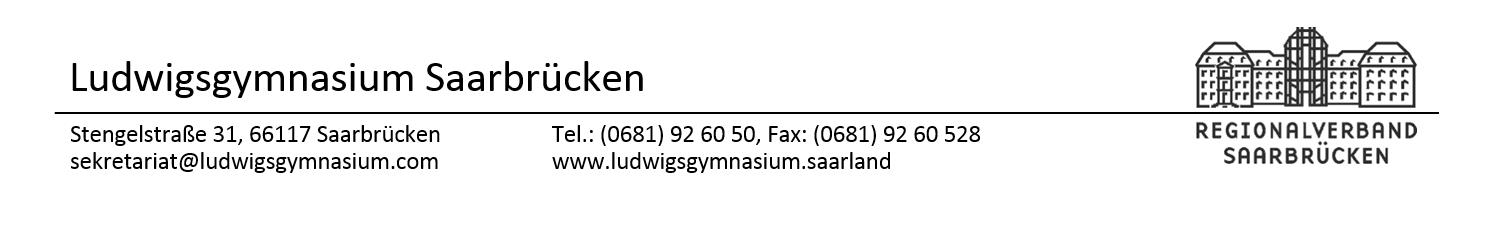 Ludwigsgymnasium Saarbrücken
Stengelstraße 31, 66117 Saarbrücken
sekretariat@ludwigsgymnasium.com
Tel.: (0681) 92 60 50, Fax: (0681) 92 60 528
www.ludwigsgymnasium.saarland
REGIONALVERBAND
SAARBRÜCKEN